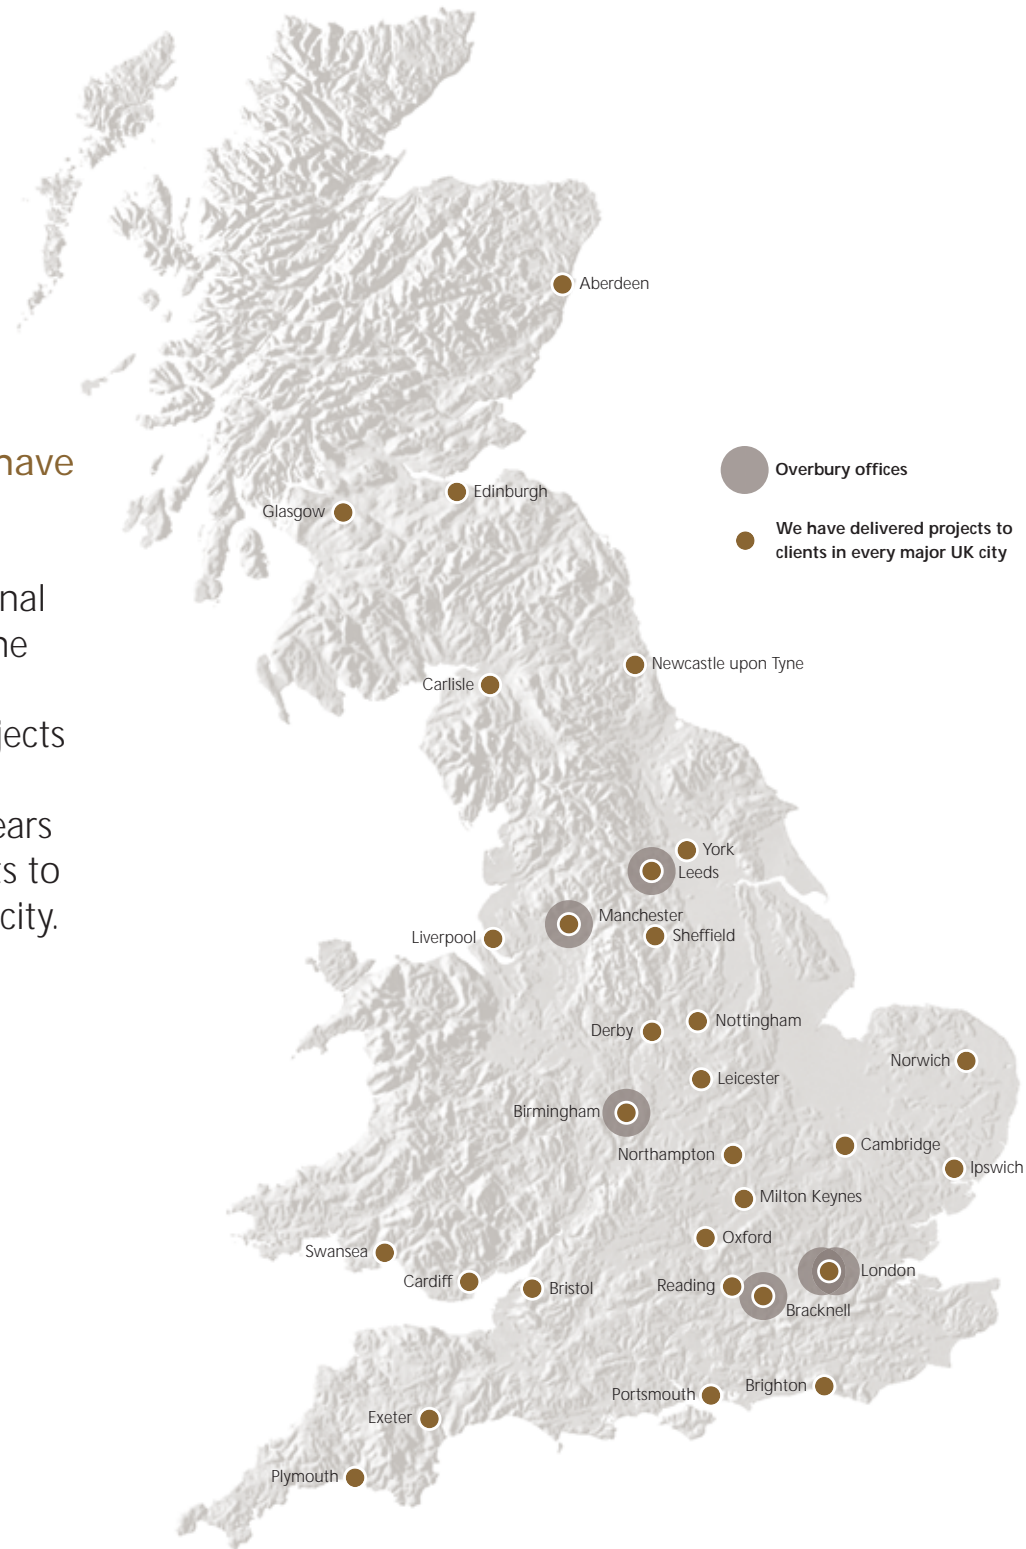 Aberdeen
have
Overbury offices
Edinburgh
Glasgow
We have delivered projects to
clients in every major UK city
nal
ne
Newcastle upon Tyne
Carlisle
jects
ears
York
Leeds
ts to
Manchester
city.
Sheffield
Liverpool
Nottingham
Derby
Norwich
Leicester
Birmingham
Cambridge
Northampton
Ipswich
Milton Keynes
Oxford
Swansea
London
Cardiff
Reading
Bristol
Bracknell
Brighton
Portsmouth
Exeter
Plymouth